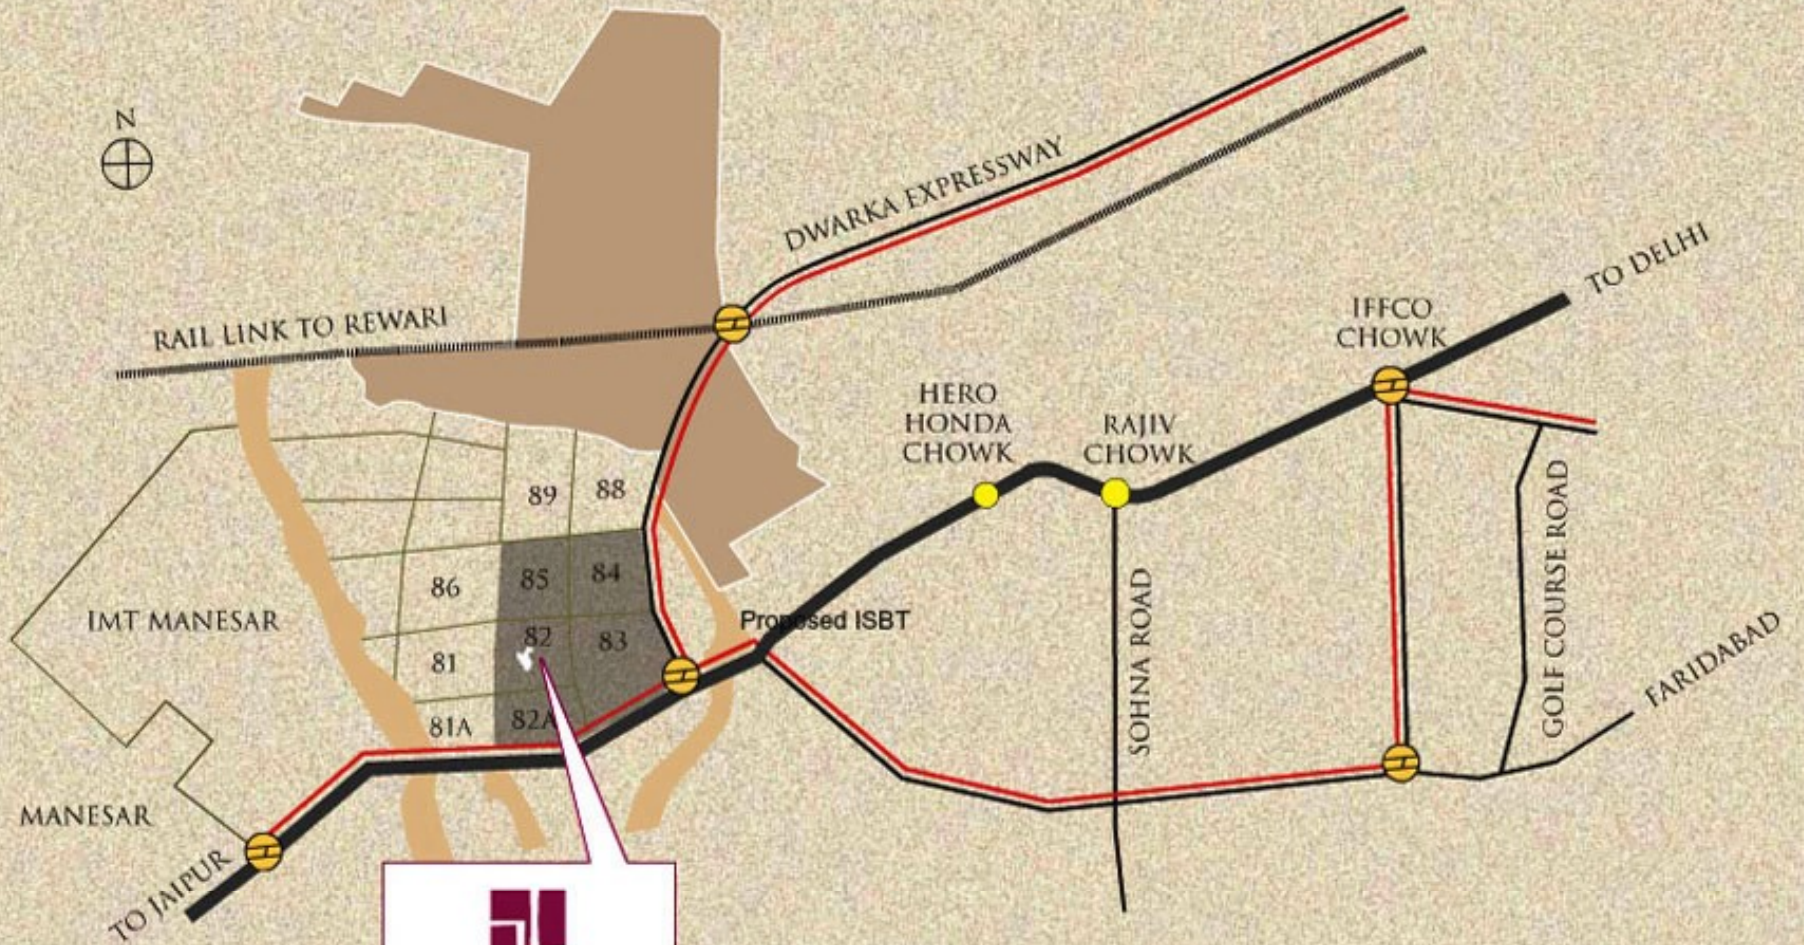 N
DWARKA EXPRESSWAY
TO DELHI
RAIL LINK TO REWARI
IFFCO
CHOWK
HERO
HONDA
CHOWK
RAJIV
CHOWK
89
88
86
85
84
IMT MANESAR
81
82
83
Proposed ISBT
SOHNA ROAD
GOLF COURSE ROAD
FARIDABAD
81A
82A
MANESAR
TO JAIPUR